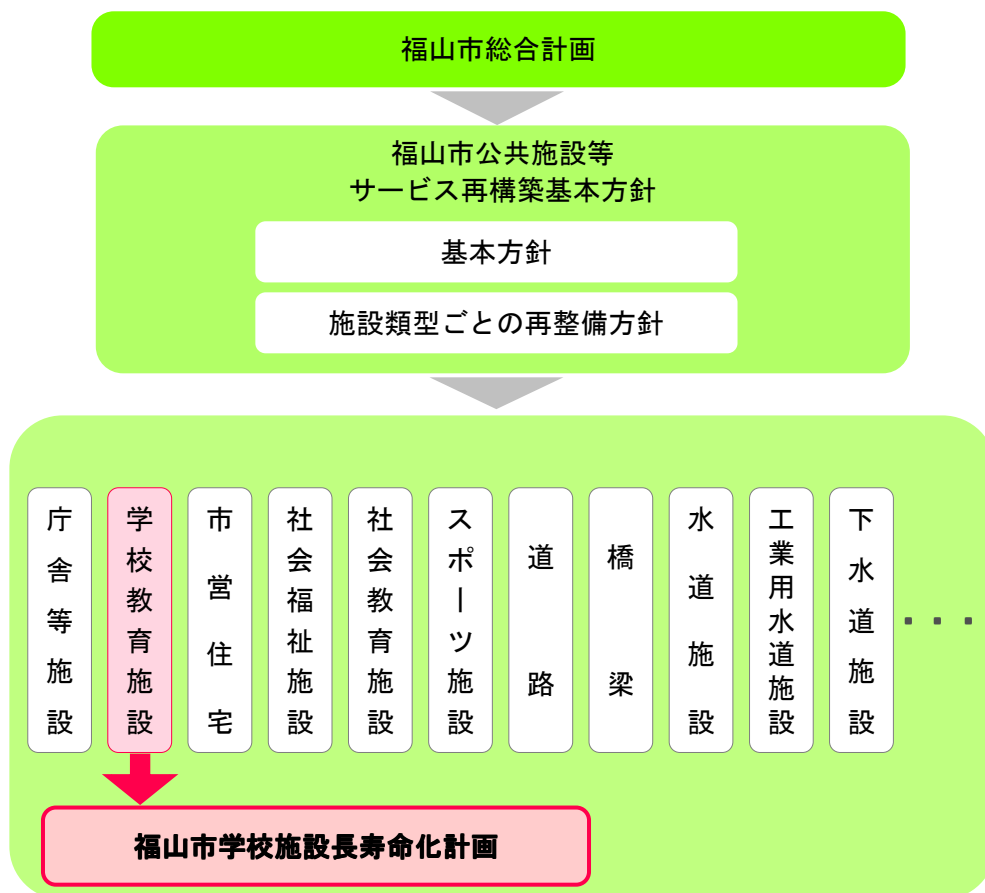 福山市総合計画
福山市公共施設等
サービス再構築基本方針
基本方針
施設類型ごとの再整備方針
庁舎等施設
学校教育施設
市営住宅
社会福祉施設
社会教育施設
スポーツ施設
道路
橋梁
水道施設
工業用水道施設
下水道施設
・・・
福山市学校施設長寿命化計画